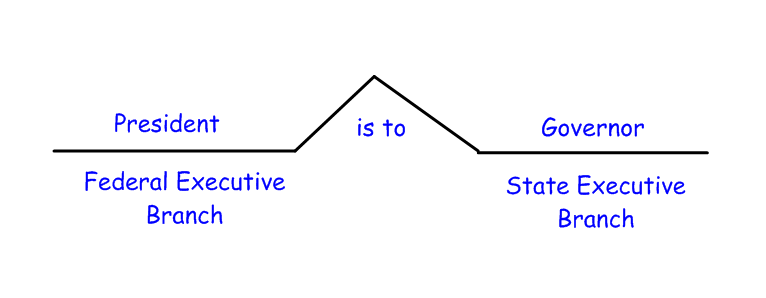 President
Federal Executive
Branch
is to
Governor
State Executive
Branch